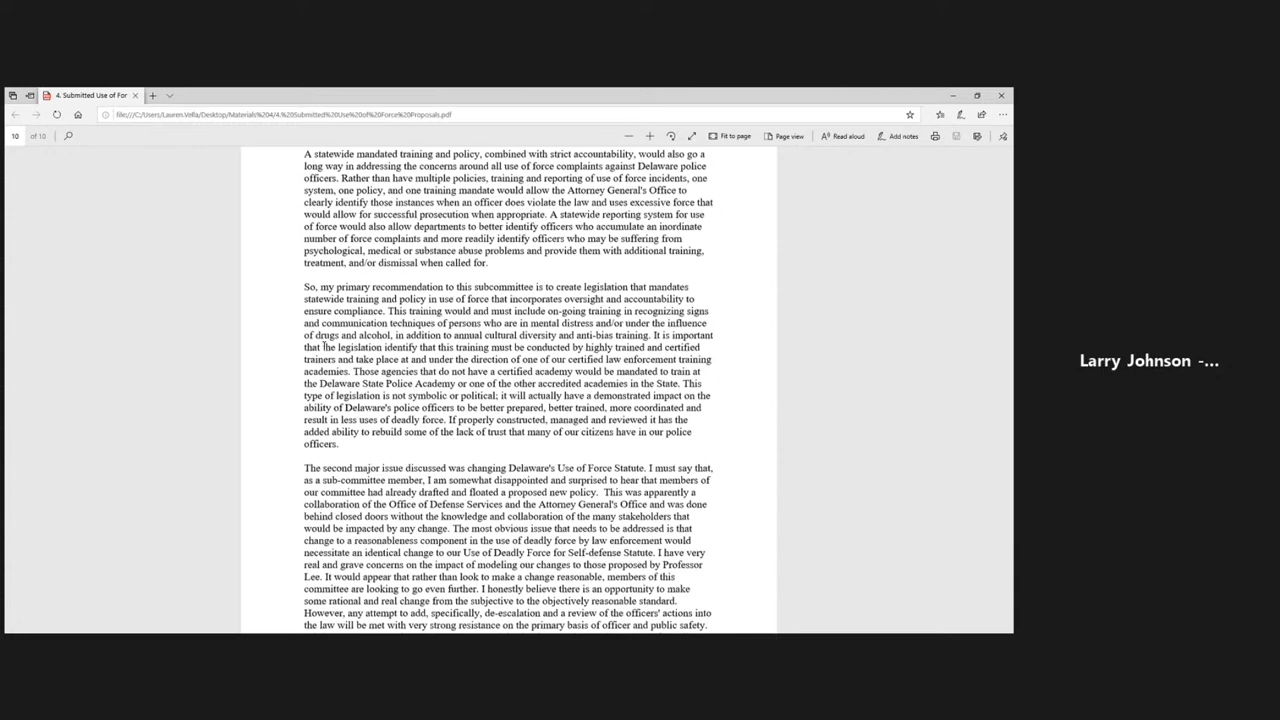 4. Submitted Use of For
file:///C:/Users/Lauren.Vella/Desktop/Materials%204/4.%20Submitted%20Use%20of%20Force%20Proposals.pdf
10 of 10
Fit to page
Page view
Read aloud
Add notes
A statewide mandated training and policy, combined with strict accountability, would also go a
long way in addressing the concerns around all use of force complaints against Delaware police
officers. Rather than have multiple policies, training and reporting of use of force incidents, one
system, one policy, and one training mandate would allow the Attorney General's Office to
clearly identify those instances when an officer does violate the law and uses excessive force that
would allow for successful prosecution when appropriate. A statewide reporting system for use
of force would also allow departments to better identify officers who accumulate an inordinate
number of force complaints and more readily identify officers who may be suffering from
psychological, medical or substance abuse problems and provide them with additional training,
treatment, and/or dismissal when called for.
So, my primary recommendation to this subcommittee is to create legislation that mandates
statewide training and policy in use of force that incorporates oversight and accountability to
ensure compliance. This training would and must include on-going training in recognizing signs
and communication techniques of persons who are in mental distress and/or under the influence
of drugs and alcohol, in addition to annual cultural diversity and anti-bias training. It is important
that the legislation identify that this training must be conducted by highly trained and certified
trainers and take place at and under the direction of one of our certified law enforcement training
academies. Those agencies that do not have a certified academy would be mandated to train at
the Delaware State Police Academy or one of the other accredited academies in the State. This
type of legislation is not symbolic or political; it will actually have a demonstrated impact on the
ability of Delaware's police officers to be better prepared, better trained, more coordinated and
result in less uses of deadly force. If properly constructed, managed and reviewed it has the
added ability to rebuild some of the lack of trust that many of our citizens have in our police
officers.
The second major issue discussed was changing Delaware's Use of Force Statute. I must say that,
as a sub-committee member, I am somewhat disappointed and surprised to hear that members of
our committee had already drafted and floated a proposed new policy. This was apparently a
collaboration of the Office of Defense Services and the Attorney General's Office and was done
behind closed doors without the knowledge and collaboration of the many stakeholders that
would be impacted by any change. The most obvious issue that needs to be addressed is that
change to a reasonableness component in the use of deadly force by law enforcement would
necessitate an identical change to our Use of Deadly Force for Self-defense Statute. I have very
real and grave concerns on the impact of modeling our changes to those proposed by Professor
Lee. It would appear that rather than look to make a change reasonable, members of this
committee are looking to go even further. I honestly believe there is an opportunity to make
some rational and real change from the subjective to the objectively reasonable standard.
However, any attempt to add, specifically, de-escalation and a review of the officers' actions into
the law will be met with very strong resistance on the primary basis of officer and public safety.
Larry Johnson -...